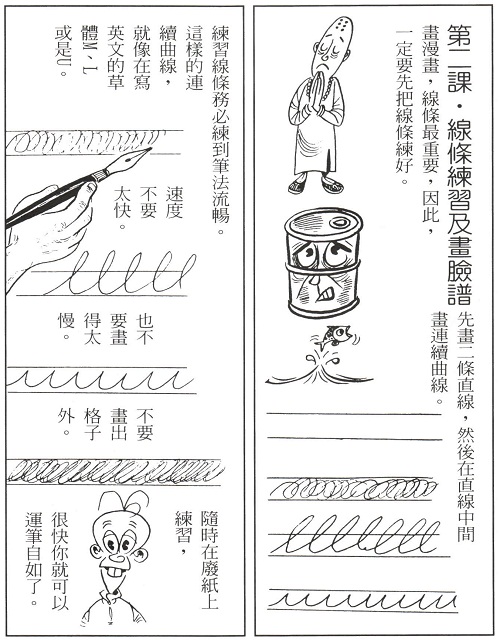 第二課・線條練習及畫臉譜
畫漫畫，線條最重要，因此，
一定要先把線條練好。
先畫二條直線，然後在直線中間
畫連續曲線。
練習線條務必練到筆法流暢。
這樣的連
續曲線，
就像在寫
英文的草
體M、L
或是U。
速度
不要
太快。
也不
要畫
得太
慢。
不要
畫出
格子
外。
隨時在廢紙上
練習，
很快你就可以
運筆自如了。